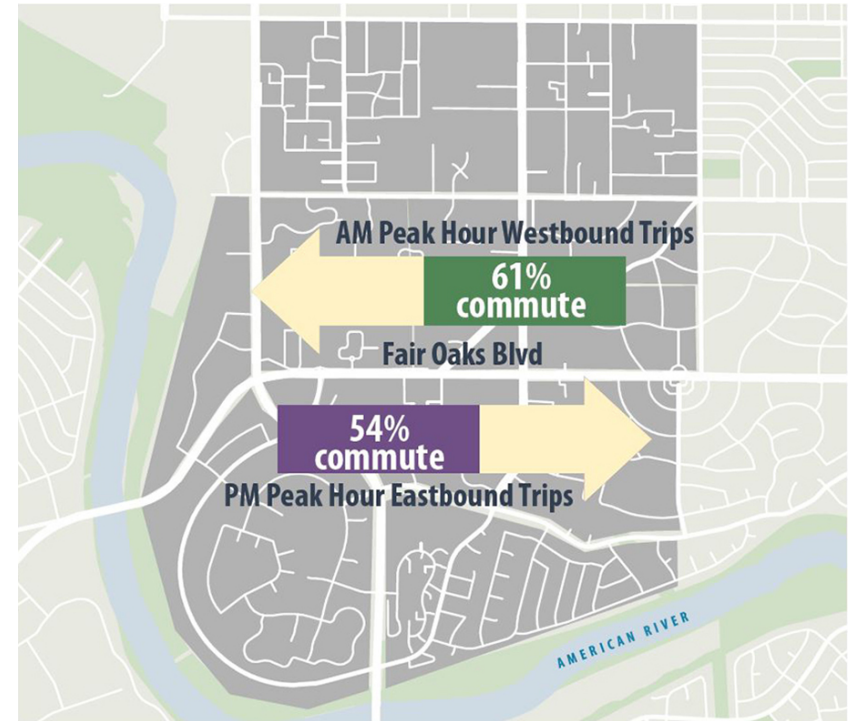 AM Peak Hour Westbound Trips
61%
commute
Fair Oaks Blvd
54%
commute
PM Peak Hour Eastbound Trips
AMERICAN RIVER